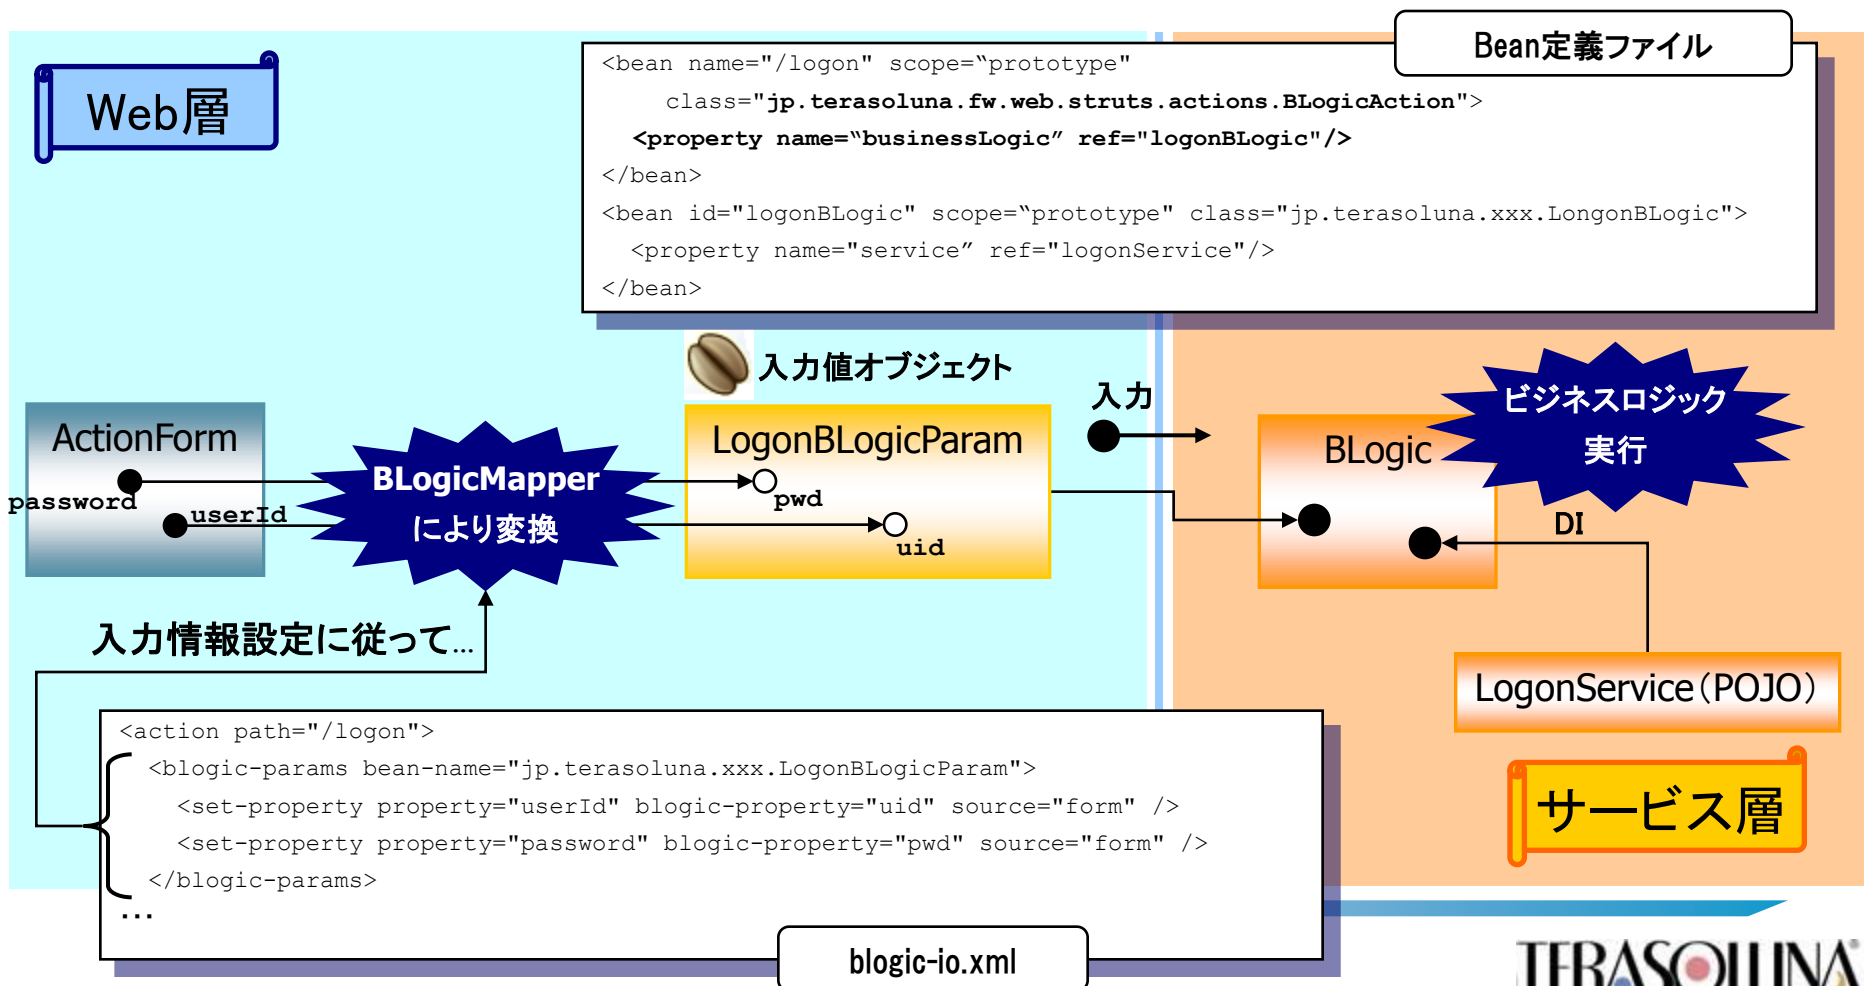 Bean定義ファイル
Web層
<bean name="/logon" scope=“prototype"
class="jp.terasoluna.fw.web.struts.actions.BLogicAction">
<property name=“businessLogic” ref="logonBLogic"/>
</bean>
<bean id="logonBLogic" scope=“prototype" class="jp.terasoluna.xxx.LongonBLogic">
<property name="service” ref="logonService"/>
</bean>
入力値オブジェクト
入力
ビジネスロジック
実行
ActionForm
password
userId
BLogicMapper
により変換
LogonBLogicParam
pwd
uid
BLogic
DI
入力情報設定に従って...
LogonService（POJO）
サービス層
<action path="/logon">
<blogic-params bean-name="jp.terasoluna.xxx.LogonBLogicParam">
<set-property property="userId" blogic-property="uid" source="form" />
<set-property property="password" blogic-property="pwd" source="form" />
</blogic-params>
...
blogic-io.xml
TERASOLUNA